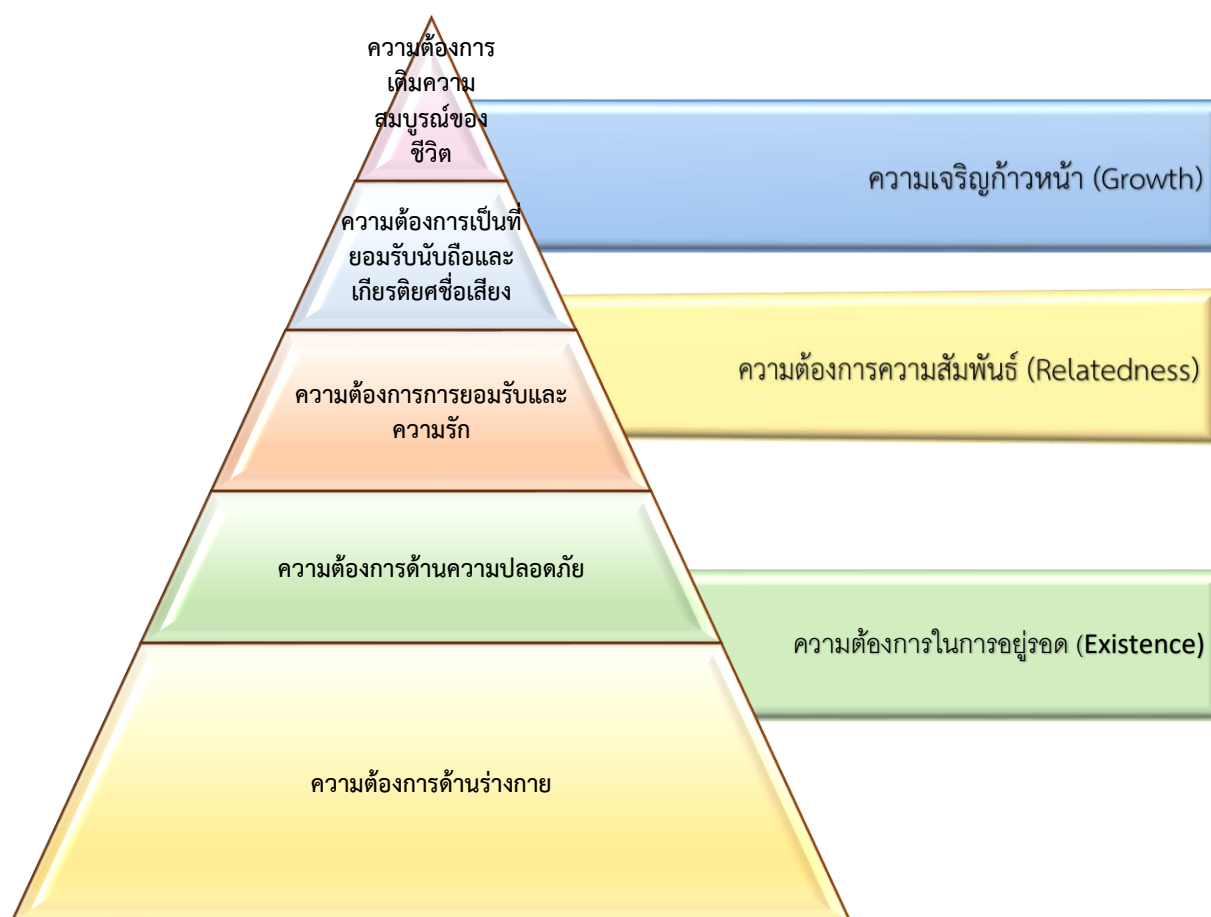 ความต้องการ
เติมความ
สมบูรณ์ของ
ชีวิต
ความเจริญก้าวหน้า (Growth)
ความต้องการเป็นที่
ยอมรับนับถือและ
เกียรติยศชื่อเสียง
ความต้องการความสัมพันธ์ (Relatedness)
ความต้องการการยอมรับและ
ความรัก
ความต้องการด้านความปลอดภัย
ความต้องการในการอยู่รอด (Existence)
ความต้องการด้านร่างกาย